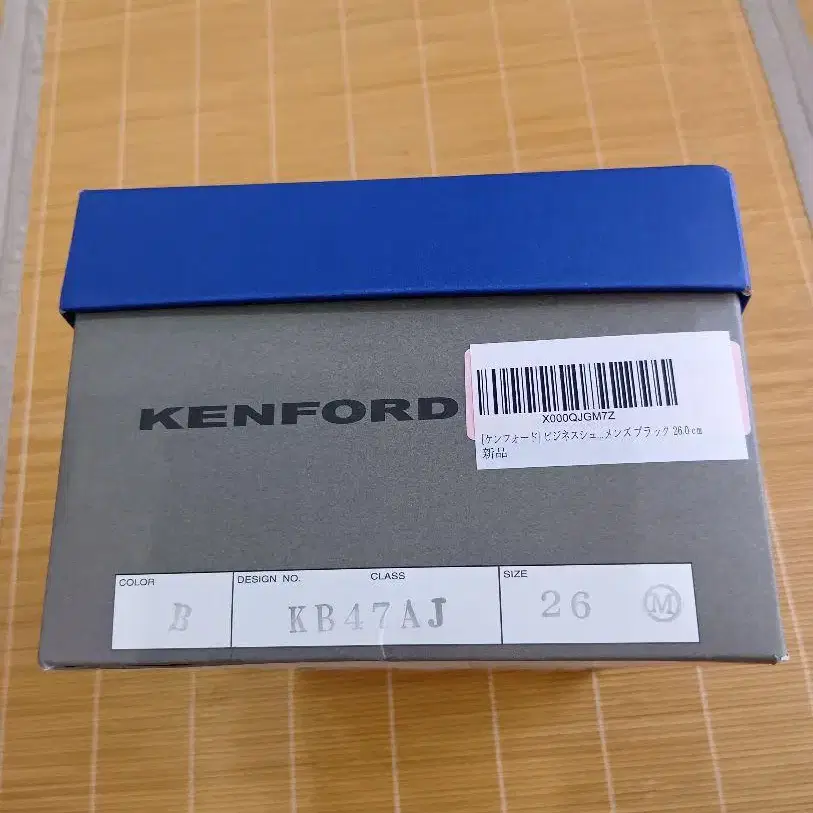 KENFORD
X000QJGM7Z
[ケンフォード] ビジネスシュ...メンズ ブラック 26.0 cm
新品
COLOR
B
DESIGN NO. CLASS
KB47AJ
SIZE
26 M